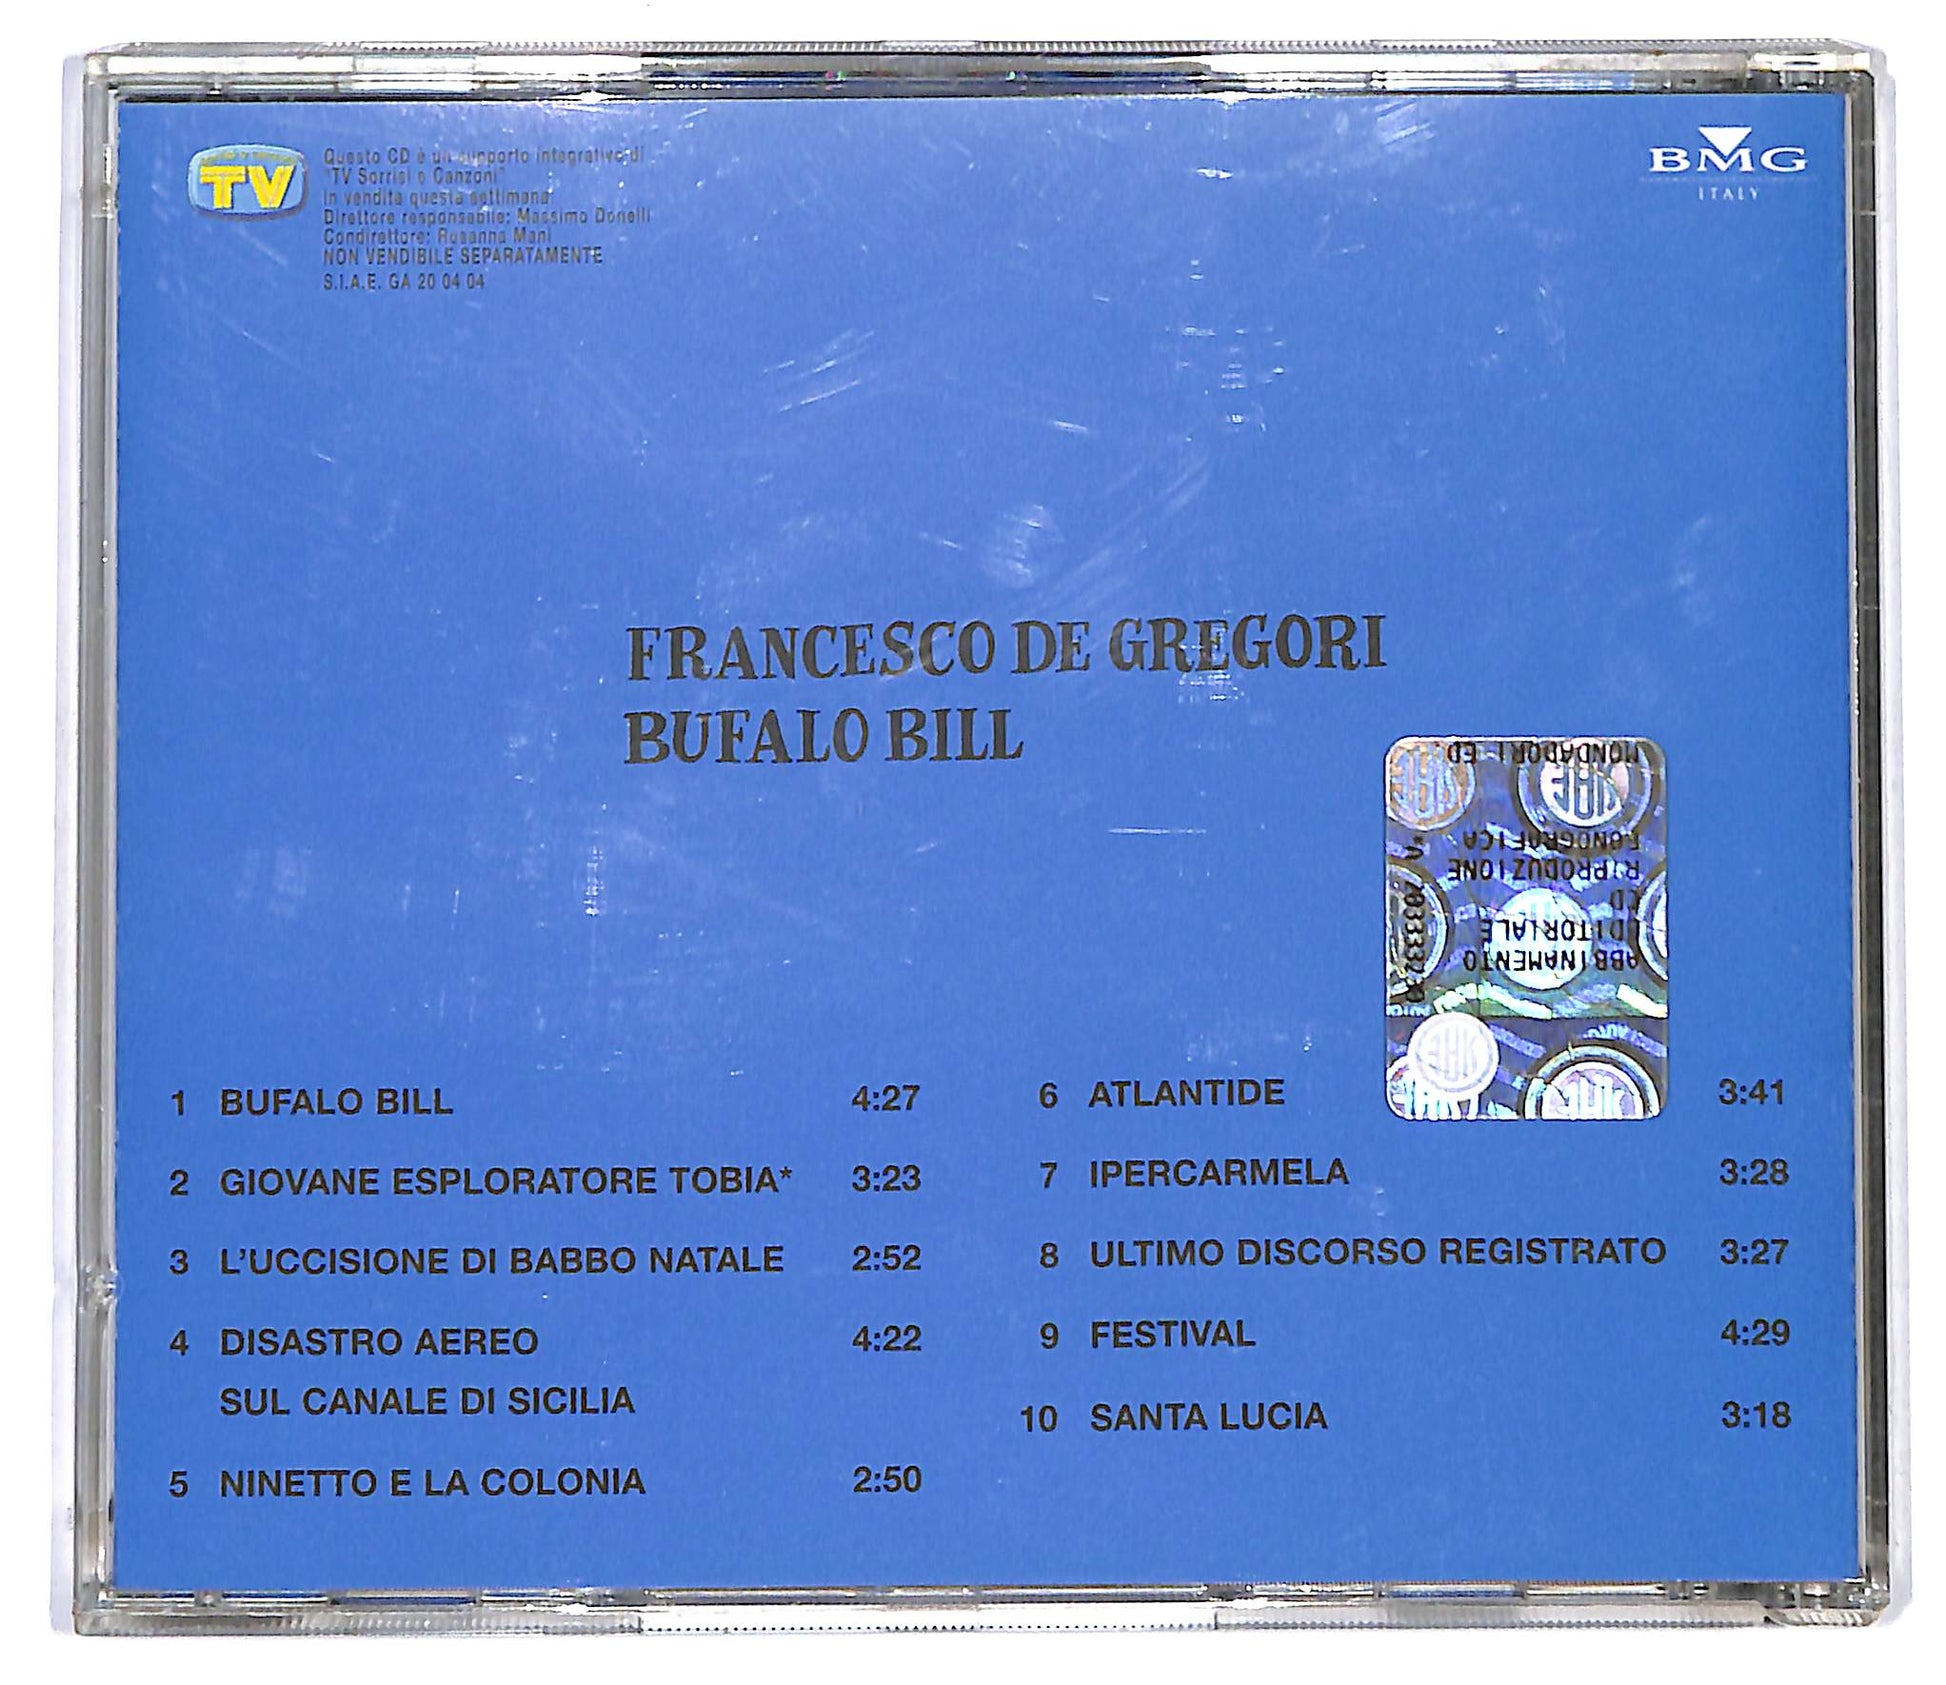 TV
Questo CD è un supporto integrativo di
"TV Sorrisi e Canzoni"
in vendita questa settimana
Direttore responsabile: Massimo Donelli
Condirettore: Rosanna Mani
NON VENDIBILE SEPARATAMENTE
S.I.A.E. GA 20 04 04
BMG
ITALY
FRANCESCO DE GREGORI
BUFALO BILL
MONDADORI ED.
FONOGRAFICA
RIPRODUZIONE
CD
EDITORIALE
ABBINAMENTO
SIAE
1 BUFALO BILL 4:27
2 GIOVANE ESPLORATORE TOBIA* 3:23
3 L'UCCISIONE DI BABBO NATALE 2:52
4 DISASTRO AEREO 4:22
SUL CANALE DI SICILIA
5 NINETTO E LA COLONIA 2:50
6 ATLANTIDE 3:41
7 IPERCARMELA 3:28
8 ULTIMO DISCORSO REGISTRATO 3:27
9 FESTIVAL 4:29
10 SANTA LUCIA 3:18